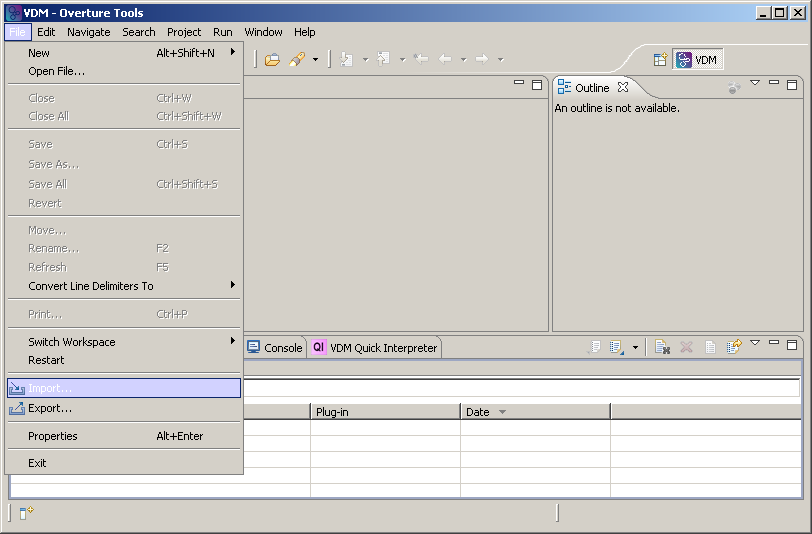 VDM - Overture Tools
File Edit Navigate Search Project Run Window Help
New Alt+Shift+N
Open File...
Close Ctrl+W
Close All Ctrl+Shift+W
Save Ctrl+S
Save As...
Save All Ctrl+Shift+S
Revert
Move...
Rename... F2
Refresh F5
Convert Line Delimiters To
Print... Ctrl+P
Switch Workspace
Restart
Import...
Export...
Properties Alt+Enter
Exit
VDM
Outline
An outline is not available.
Console QI VDM Quick Interpreter
Plug-in Date